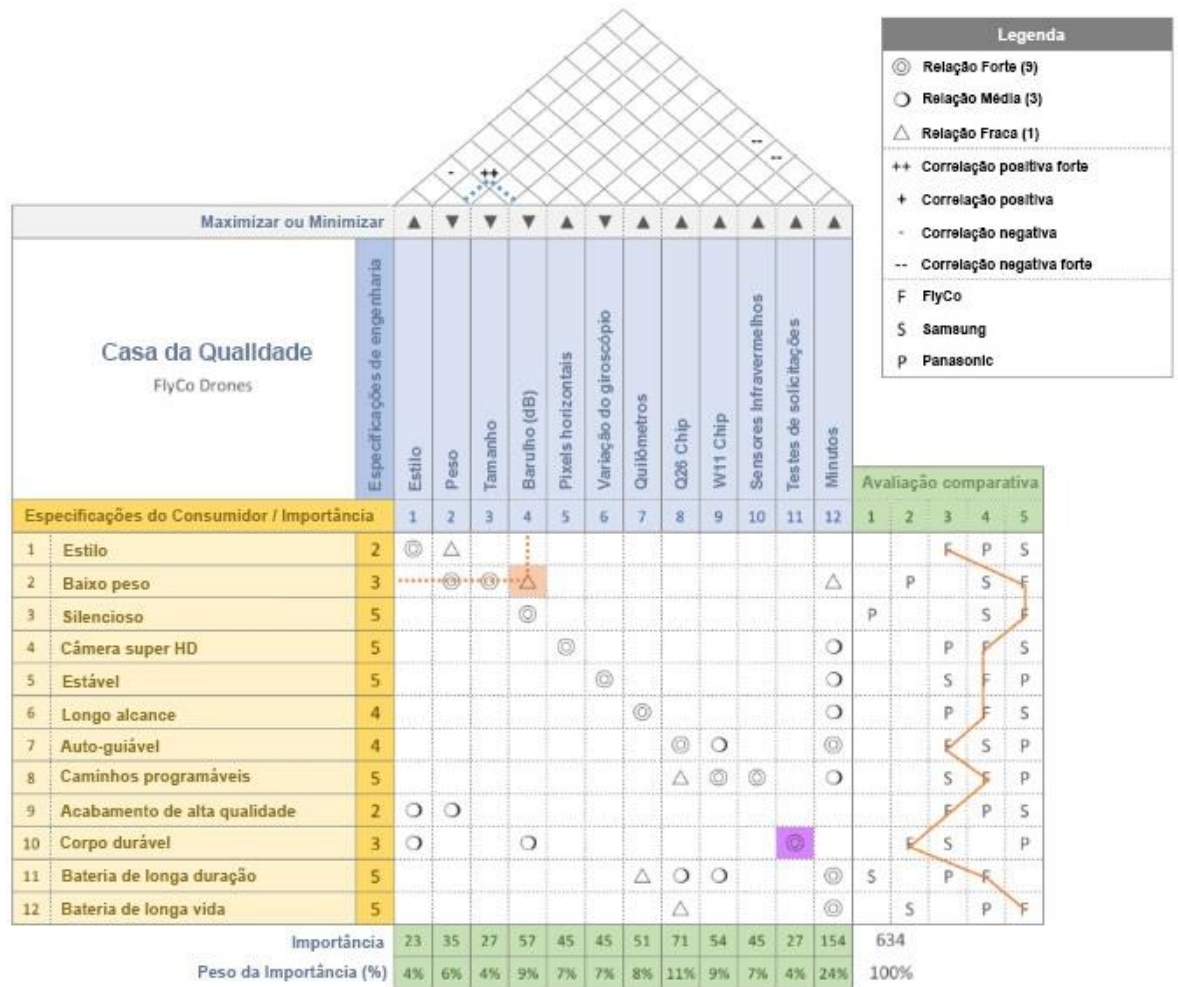 Legenda
◎ Relação Forte (9)
❍ Relação Média (3)
△ Relação Fraca (1)
++ Correlação positiva forte
+ Correlação positiva
- Correlação negativa
-- Correlação negativa forte
F FlyCo
S Samsung
P Panasonic
--
--
- ++
Maximizar ou Minimizar ▲ ▼ ▼ ▼ ▲ ▼ ▲ ▲ ▲ ▲ ▲ ▲
Casa da Qualidade
FlyCo Drones
Especificações de engenharia
Estilo
Peso
Tamanho
Barulho (dB)
Pixels horizontais
Variação do giroscópio
Quilômetros
Q26 Chip
W11 Chip
Sensores Infravermelhos
Testes de solicitações
Minutos
Avaliação comparativa
Especificações do Consumidor / Importância 1 2 3 4 5 6 7 8 9 10 11 12 1 2 3 4 5
1 Estilo 2 ◎ △ F P S
2 Baixo peso 3 ◎ ◎ △ △ P S F
3 Silencioso 5 ◎ P S F
4 Câmera super HD 5 ◎ ❍ P F S
5 Estável 5 ◎ ❍ S F P
6 Longo alcance 4 ◎ ❍ P F S
7 Auto-guiável 4 ◎ ❍ ◎ F S P
8 Caminhos programáveis 5 △ ◎ ◎ ❍ S F P
9 Acabamento de alta qualidade 2 ❍ ❍ F P S
10 Corpo durável 3 ❍ ❍ ◎ F S P
11 Bateria de longa duração 5 △ ❍ ❍ ◎ S P F
12 Bateria de longa vida 5 △ ◎ S P F
Importância 23 35 27 57 45 45 51 71 54 45 27 154 634
Peso da Importância (%) 4% 6% 4% 9% 7% 7% 8% 11% 9% 7% 4% 24% 100%